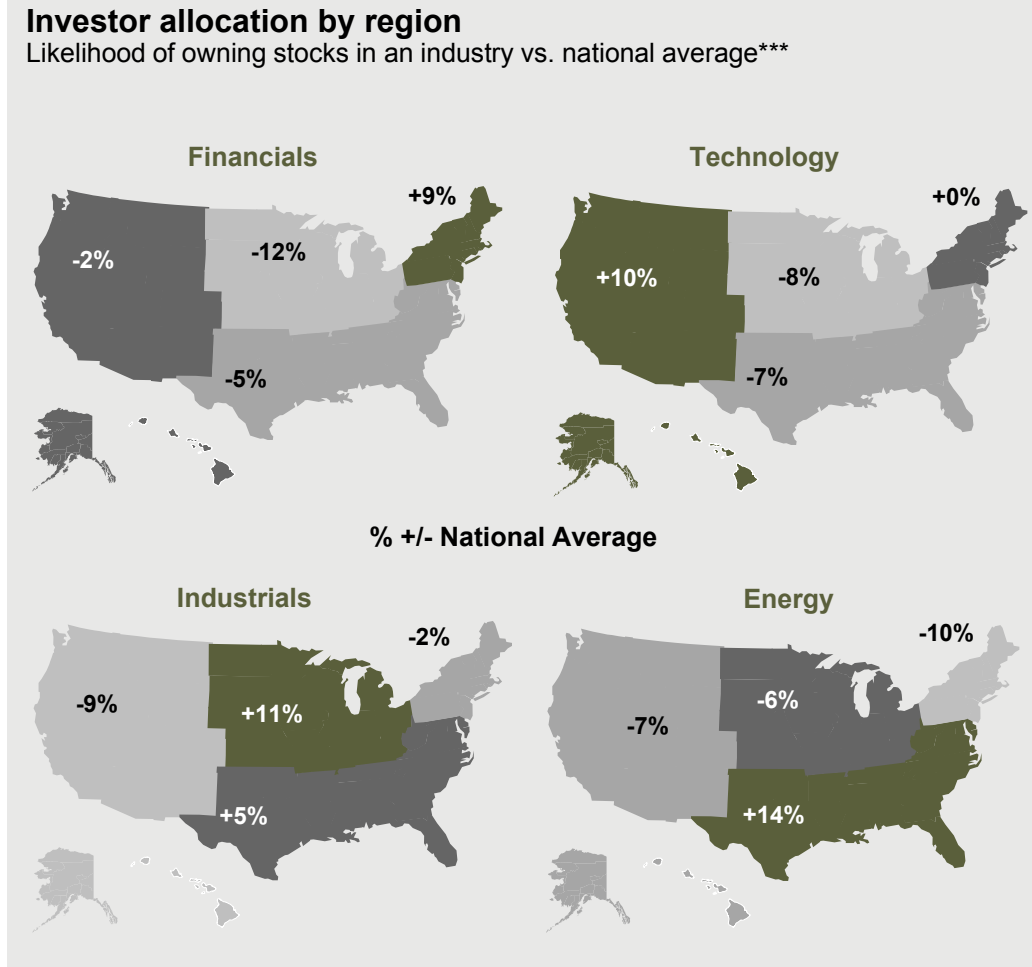 Investor allocation by region
Likelihood of owning stocks in an industry vs. national average***
Financials
+9%
-2%
-12%
-5%
Technology
+0%
+10%
-8%
-7%
% +/- National Average
Industrials
-2%
-9%
+11%
+5%
Energy
-10%
-6%
-7%
+14%